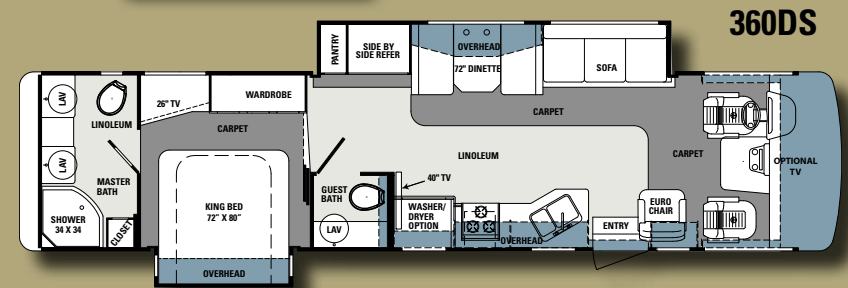 360DS
PANTRY
SIDE BY
SIDE REFER
OVERHEAD
72" DINETTE
SOFA
LAV
26" TV
WARDROBE
LINOLEUM
CARPET
CARPET
LINOLEUM
CARPET
OPTIONAL
TV
LAV
MASTER
BATH
KING BED
72" X 80"
GUEST
BATH
40" TV
WASHER/
DRYER
OPTION
EURO
CHAIR
SHOWER
34 X 34
CLOSET
LAV
ENTRY
OVERHEAD
OVERHEAD